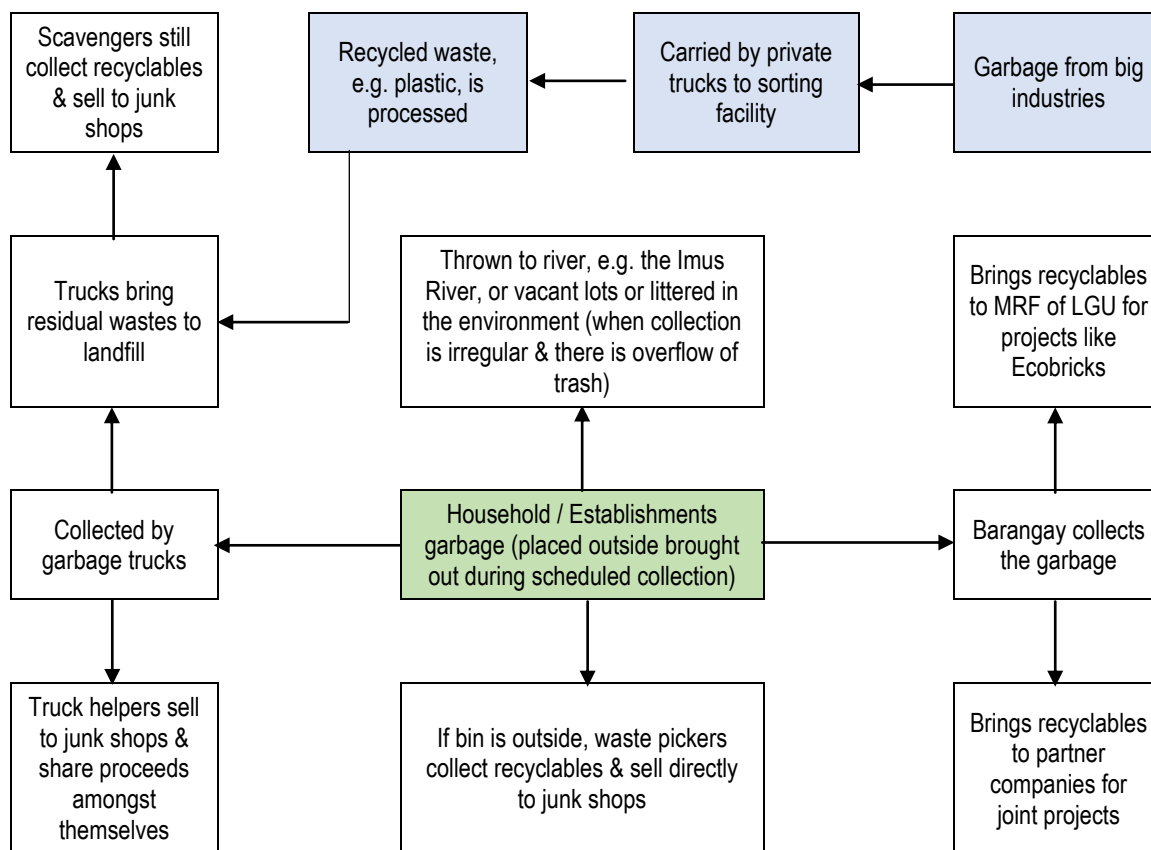 Scavengers still
collect recyclables
& sell to junk
shops
Recycled waste,
e.g. plastic, is
processed
Carried by private
trucks to sorting
facility
Garbage from big
industries
Trucks bring
residual wastes to
landfill
Thrown to river, e.g. the Imus
River, or vacant lots or littered in
the environment (when collection
is irregular & there is overflow of
trash)
Brings recyclables
to MRF of LGU for
projects like
Ecobricks
Collected by
garbage trucks
Household / Establishments
garbage (placed outside brought
out during scheduled collection)
Barangay collects
the garbage
Truck helpers sell
to junk shops &
share proceeds
amongst
themselves
If bin is outside, waste pickers
collect recyclables & sell directly
to junk shops
Brings recyclables
to partner
companies for
joint projects